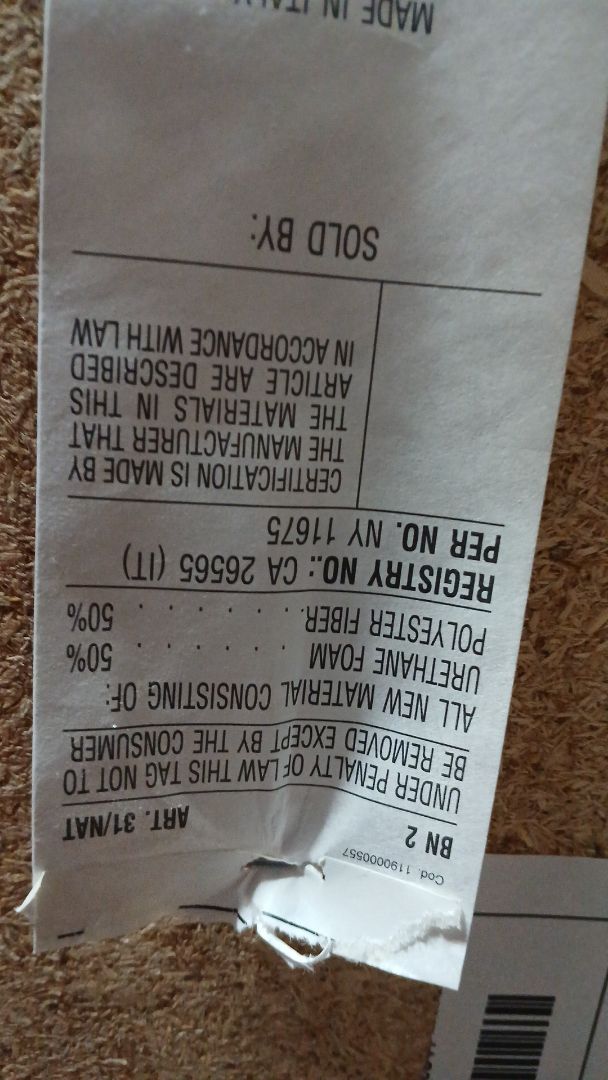 Cod. 1190000557
BN 2 ART. 31/NAT
UNDER PENALTY OF LAW THIS TAG NOT TO
BE REMOVED EXCEPT BY THE CONSUMER
ALL NEW MATERIAL CONSISTING OF:
URETHANE FOAM . . . . . . 50%
POLYESTER FIBER. . . . . . . 50%
REGISTRY NO.: CA 26565 (IT)
PER NO. NY 11675
CERTIFICATION IS MADE BY
THE MANUFACTURER THAT
THE MATERIALS IN THIS
ARTICLE ARE DESCRIBED
IN ACCORDANCE WITH LAW
SOLD BY:
MADE IN ITALY